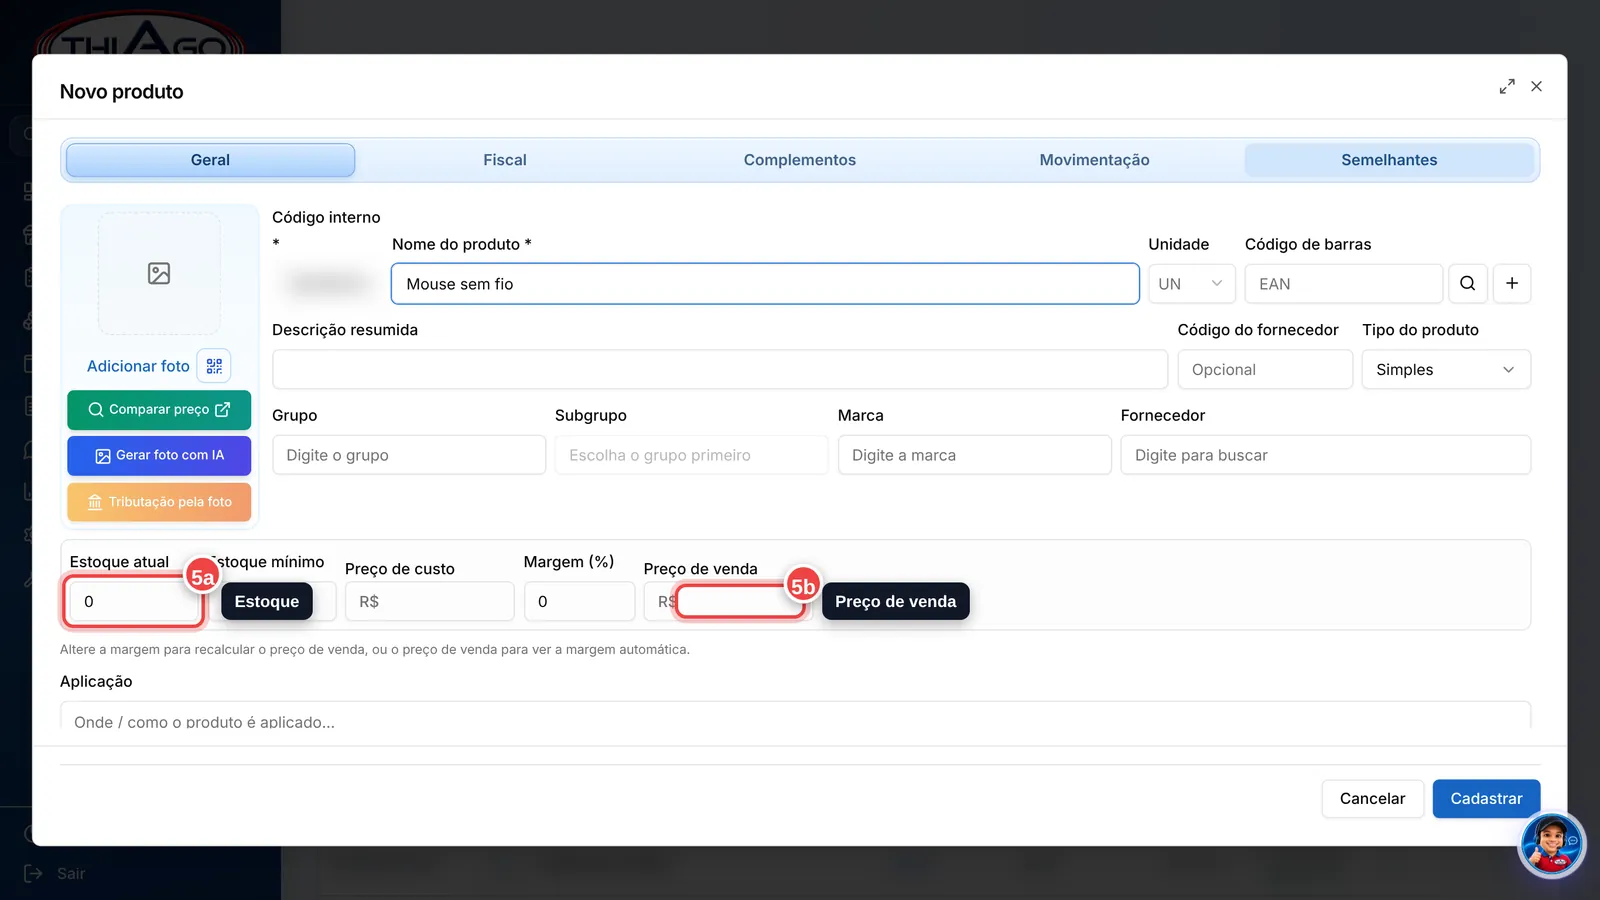 THIAGO
Novo produto
Geral
Fiscal
Complementos
Movimentação
Semelhantes
Código interno
*
Nome do produto *
Unidade
Código de barras
Mouse sem fio
UN
EAN
Descrição resumida
Código do fornecedor
Tipo do produto
Adicionar foto
Opcional
Simples
Comparar preço
Grupo
Subgrupo
Marca
Fornecedor
Gerar foto com IA
Digite o grupo
Escolha o grupo primeiro
Digite a marca
Digite para buscar
Tributação pela foto
Estoque atual
5a
Estoque mínimo
Preço de custo
Margem (%)
Preço de venda
5b
0
Estoque
R$
0
R$
Preço de venda
Altere a margem para recalcular o preço de venda, ou o preço de venda para ver a margem automática.
Aplicação
Onde / como o produto é aplicado...
Cancelar
Cadastrar
Sair